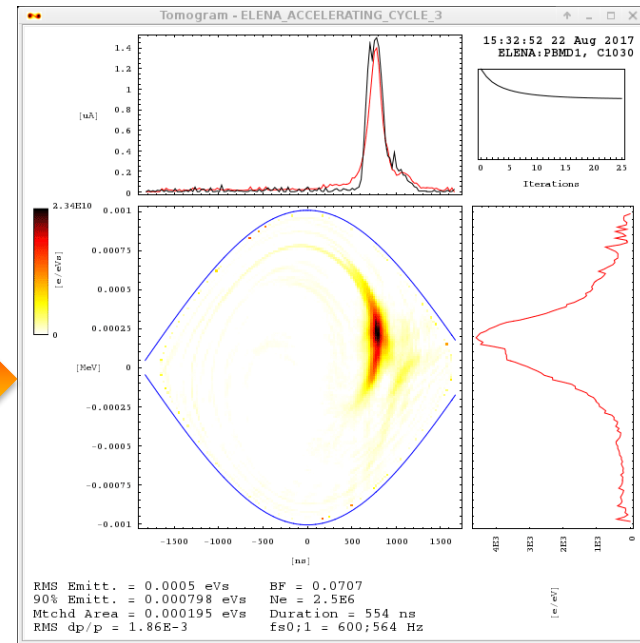 Tomogram - ELENA_ACCELERATING_CYCLE_3
15:32:52 22 Aug 2017
ELENA:PBMD1, C1030
1.4
1.2
1
0.8
0.6
0.4
0.2
0
[uA]
0 5 10 15 20 25
Iterations
2.34E10
0
[e/eVs]
0.001
0.00075
0.0005
0.00025
0
-0.00025
-0.0005
-0.00075
-0.001
[MeV]
-1500 -1000 -500 0 500 1000 1500
[ns]
4E3 3E3 2E3 1E3 0
[e/eV]
RMS Emitt. = 0.0005 eVs BF = 0.0707
90% Emitt. = 0.000798 eVs Ne = 2.5E6
Mtchd Area = 0.000195 eVs Duration = 554 ns
RMS dp/p = 1.86E-3 fs0;1 = 600;564 Hz